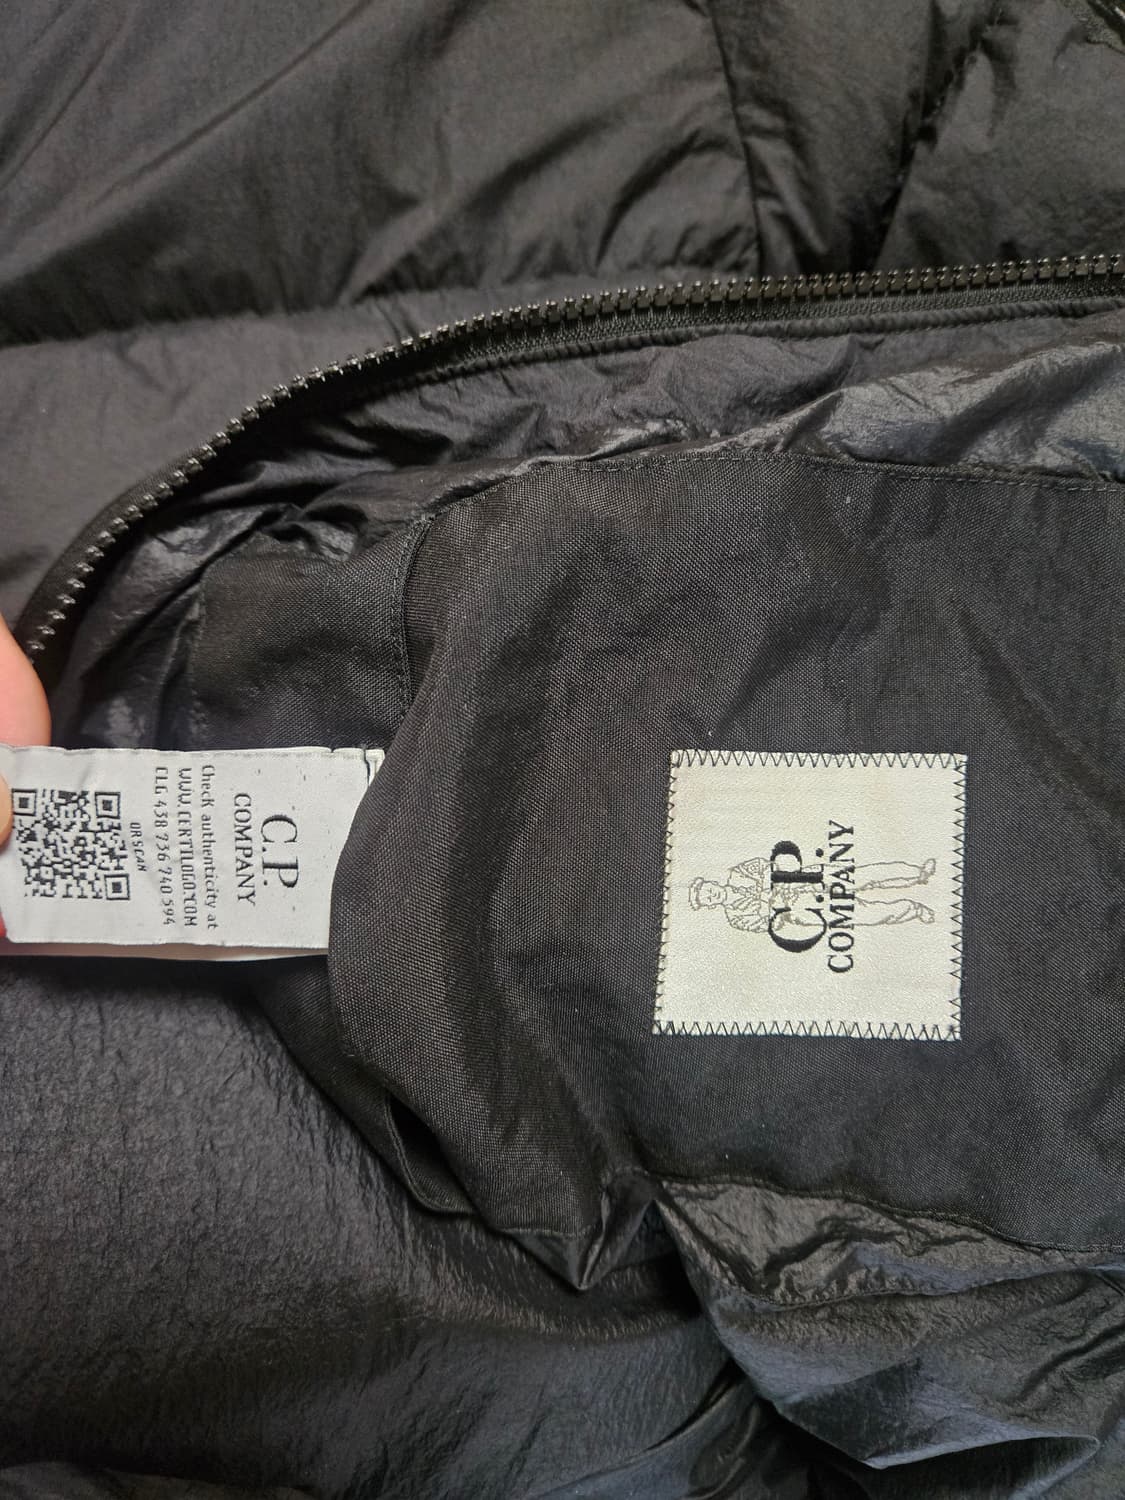 C.P.
COMPANY
Check authenticity at
WWW.CERTILOGO.COM
CLG 438 736 740 594
QR SCAN
C.P.
COMPANY